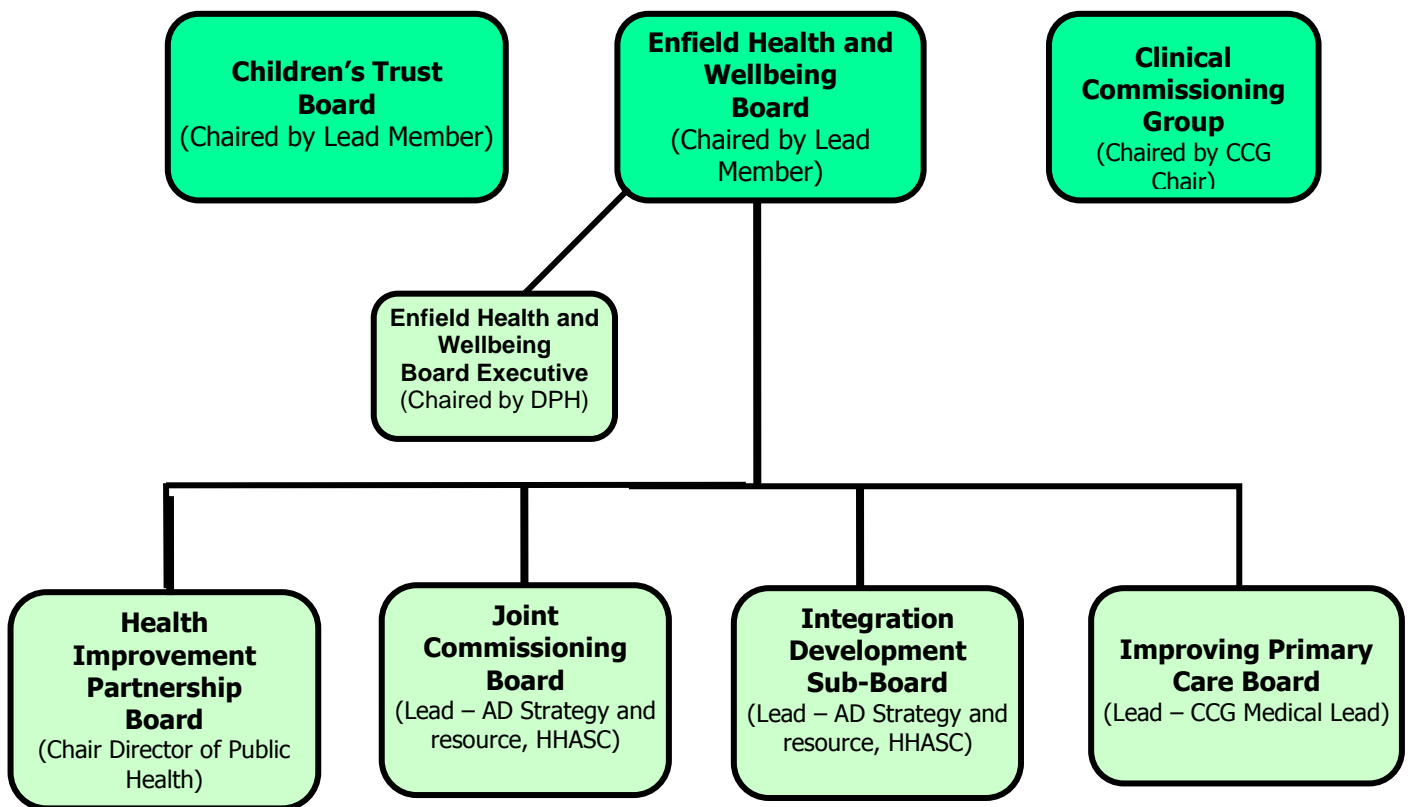 Children’s Trust
Board
(Chaired by Lead Member)
Enfield Health and
Wellbeing
Board
(Chaired by Lead
Member)
Clinical
Commissioning
Group
(Chaired by CCG
Chair)
Enfield Health and
Wellbeing
Board Executive
(Chaired by DPH)
Health
Improvement
Partnership
Board
(Chair Director of Public
Health)
Joint
Commissioning
Board
(Lead – AD Strategy and
resource, HHASC)
Integration
Development
Sub-Board
(Lead – AD Strategy and
resource, HHASC)
Improving Primary
Care Board
(Lead – CCG Medical Lead)